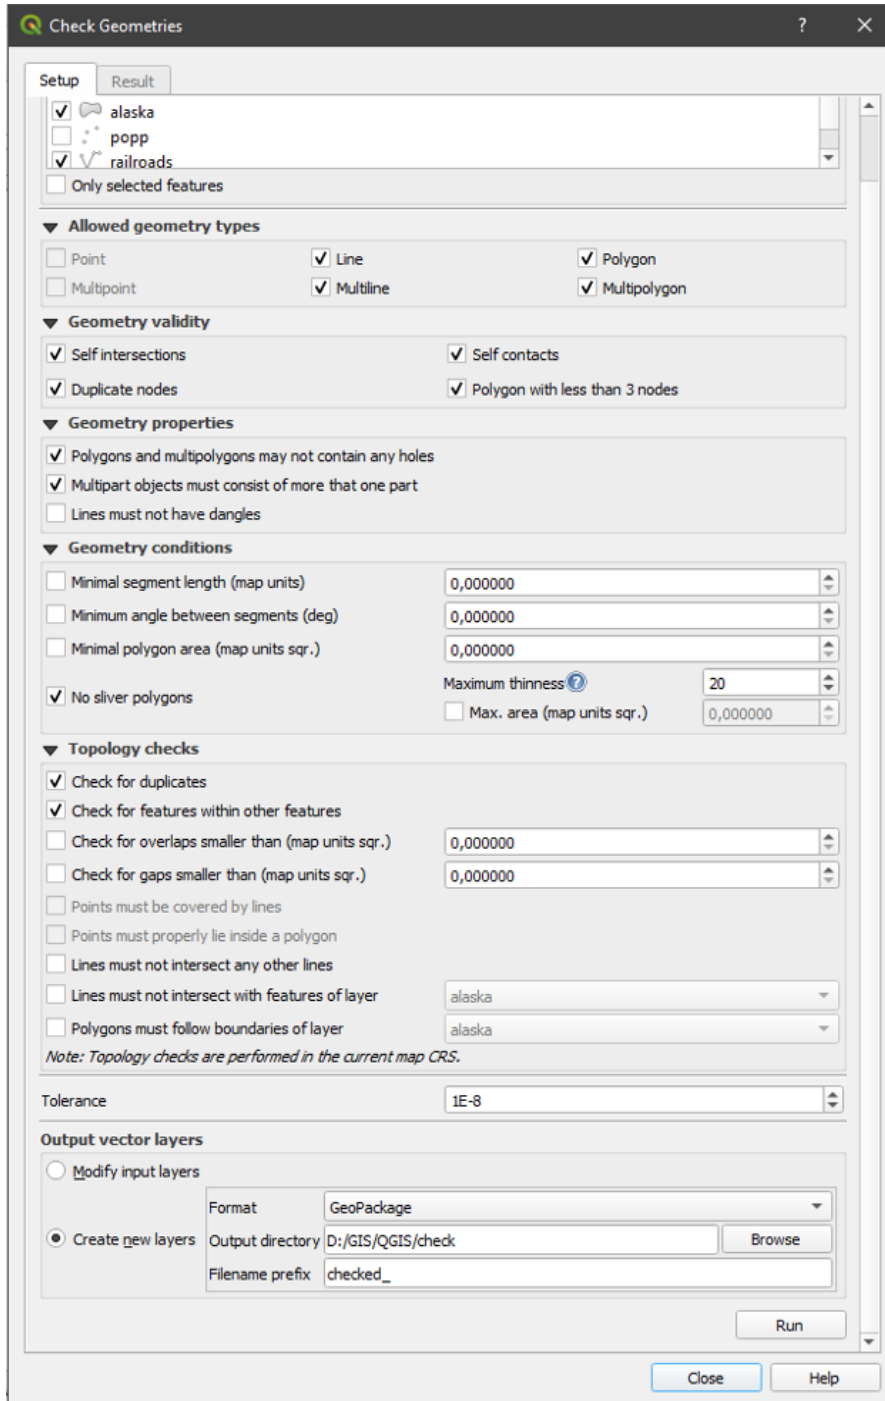 Check Geometries ?
Setup Result
alaska
popp
railroads
Only selected features
Allowed geometry types
Point Line Polygon
Multipoint Multiline Multipolygon
Geometry validity
Self intersections Self contacts
Duplicate nodes Polygon with less than 3 nodes
Geometry properties
Polygons and multipolygons may not contain any holes
Multipart objects must consist of more that one part
Lines must not have dangles
Geometry conditions
Minimal segment length (map units) 0,000000
Minimum angle between segments (deg) 0,000000
Minimal polygon area (map units sqr.) 0,000000
No sliver polygons Maximum thinness ? 20
Max. area (map units sqr.) 0,000000
Topology checks
Check for duplicates
Check for features within other features
Check for overlaps smaller than (map units sqr.) 0,000000
Check for gaps smaller than (map units sqr.) 0,000000
Points must be covered by lines
Points must properly lie inside a polygon
Lines must not intersect any other lines
Lines must not intersect with features of layer alaska
Polygons must follow boundaries of layer alaska
Note: Topology checks are performed in the current map CRS.
Tolerance 1E-8
Output vector layers
Modify input layers
Format GeoPackage
Create new layers Output directory D:/GIS/QGIS/check Browse
Filename prefix checked_
Run
Close Help